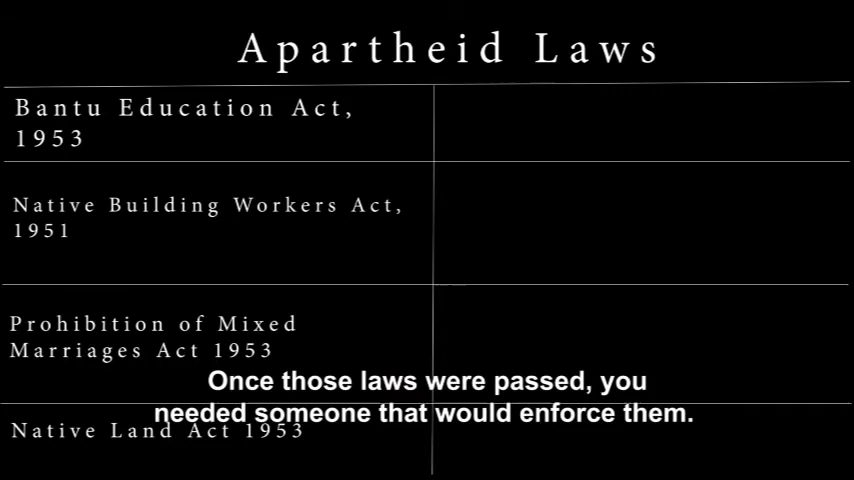 Apartheid Laws
Bantu Education Act,
1953
Native Building Workers Act,
1951
Prohibition of Mixed
Marriages Act 1953
Once those laws were passed, you
needed someone that would enforce them.
Native Land Act 1953